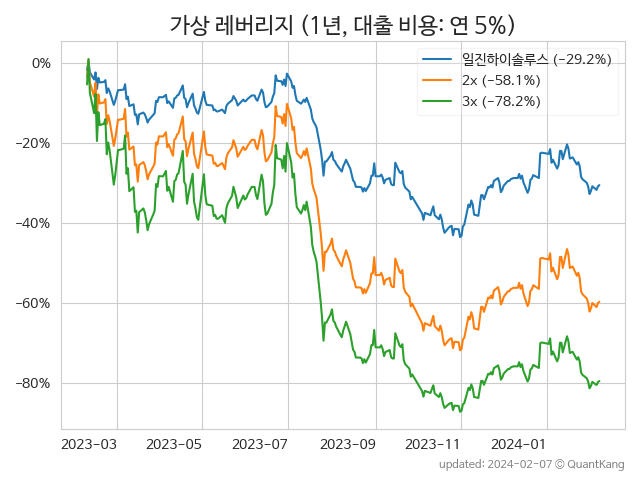 가상 레버리지 (1년, 대출 비용: 연 5%)
일진하이솔루스 (−29.2%)
2x (−58.1%)
3x (−78.2%)
0%
−20%
−40%
−60%
−80%
2023-03 2023-05 2023-07 2023-09 2023-11 2024-01
updated: 2024-02-07 © QuantKang